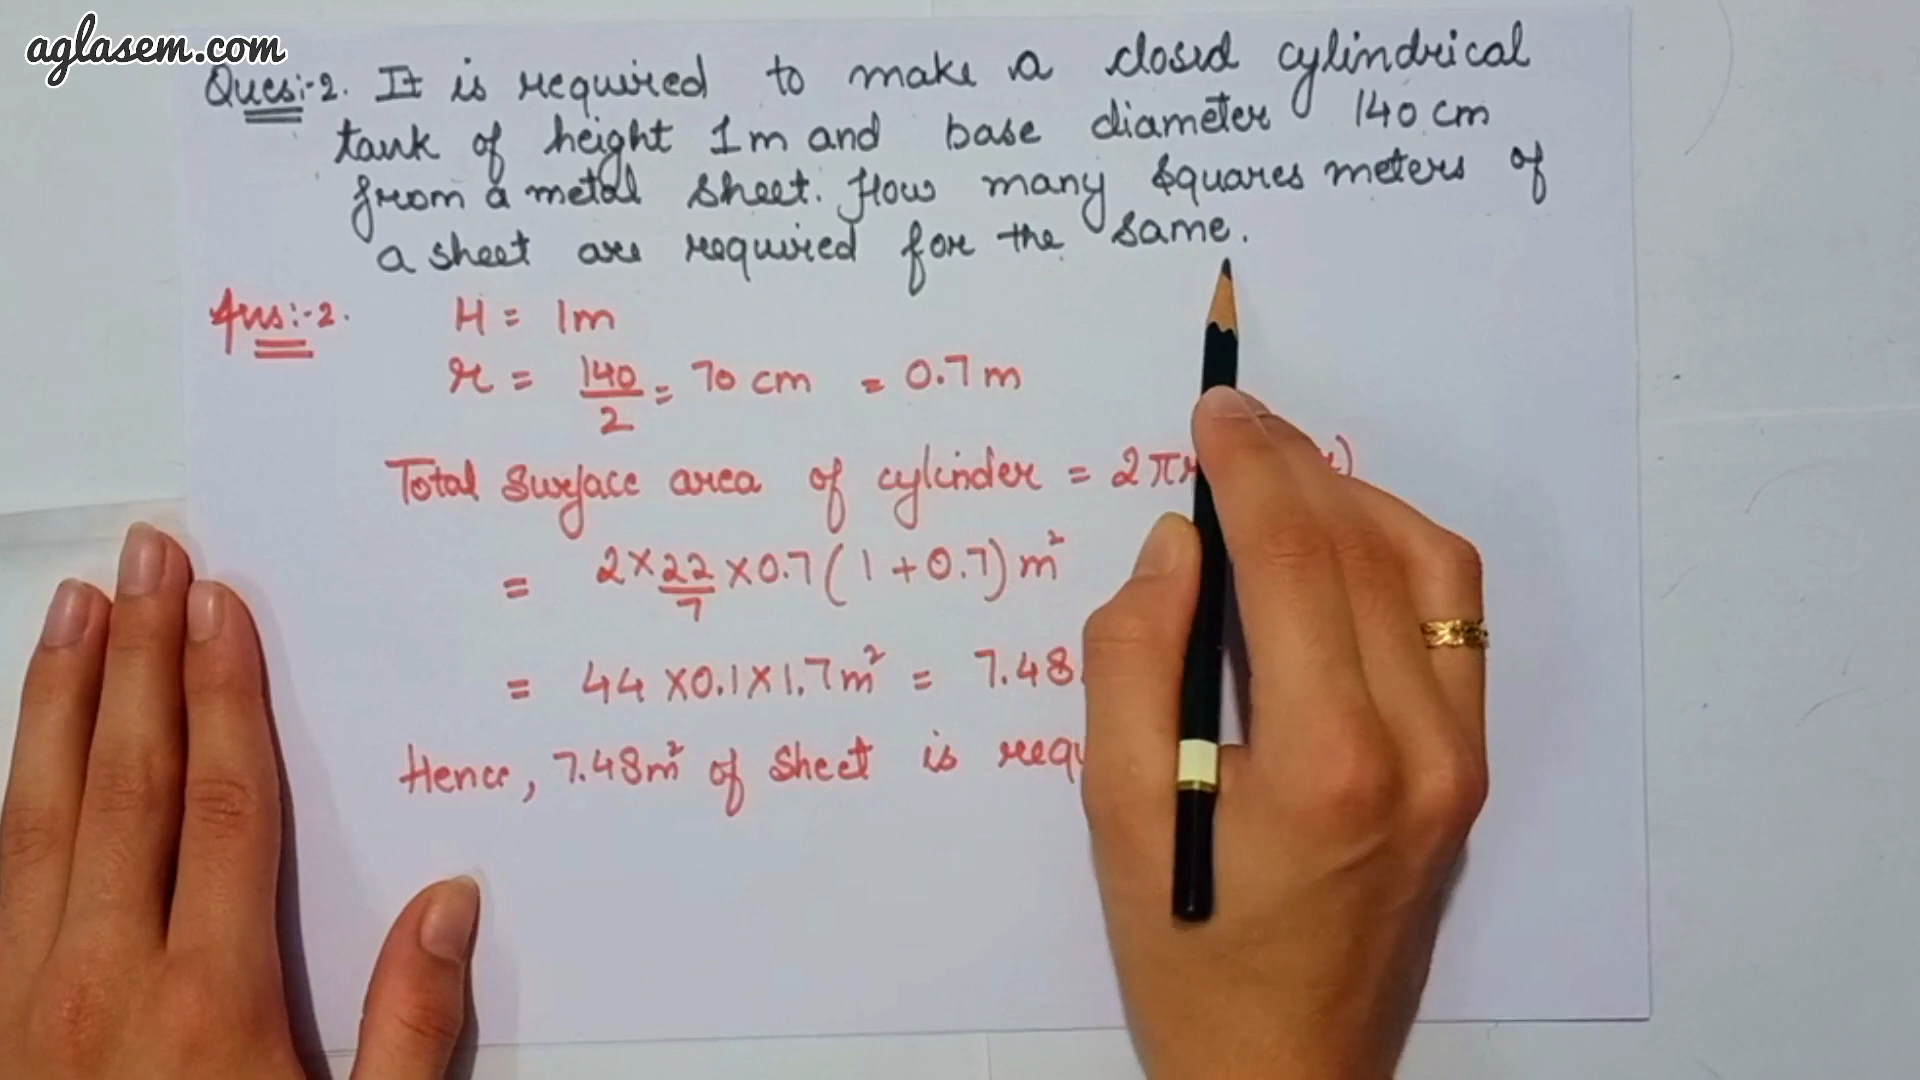 aglasem.com
Ques:-2. It is required to make a closed cylindrical
tank of height 1m and base diameter 140 cm
from a metal sheet. How many squares meters of
a sheet are required for the same.
Ans:-2. H = 1m
r = 140/2 = 70 cm = 0.7 m
Total surface area of cylinder = 2π
= 2×22/7×0.7(1+0.7)m²
= 44×0.1×1.7m² = 7.48
Hence, 7.48m² of sheet is